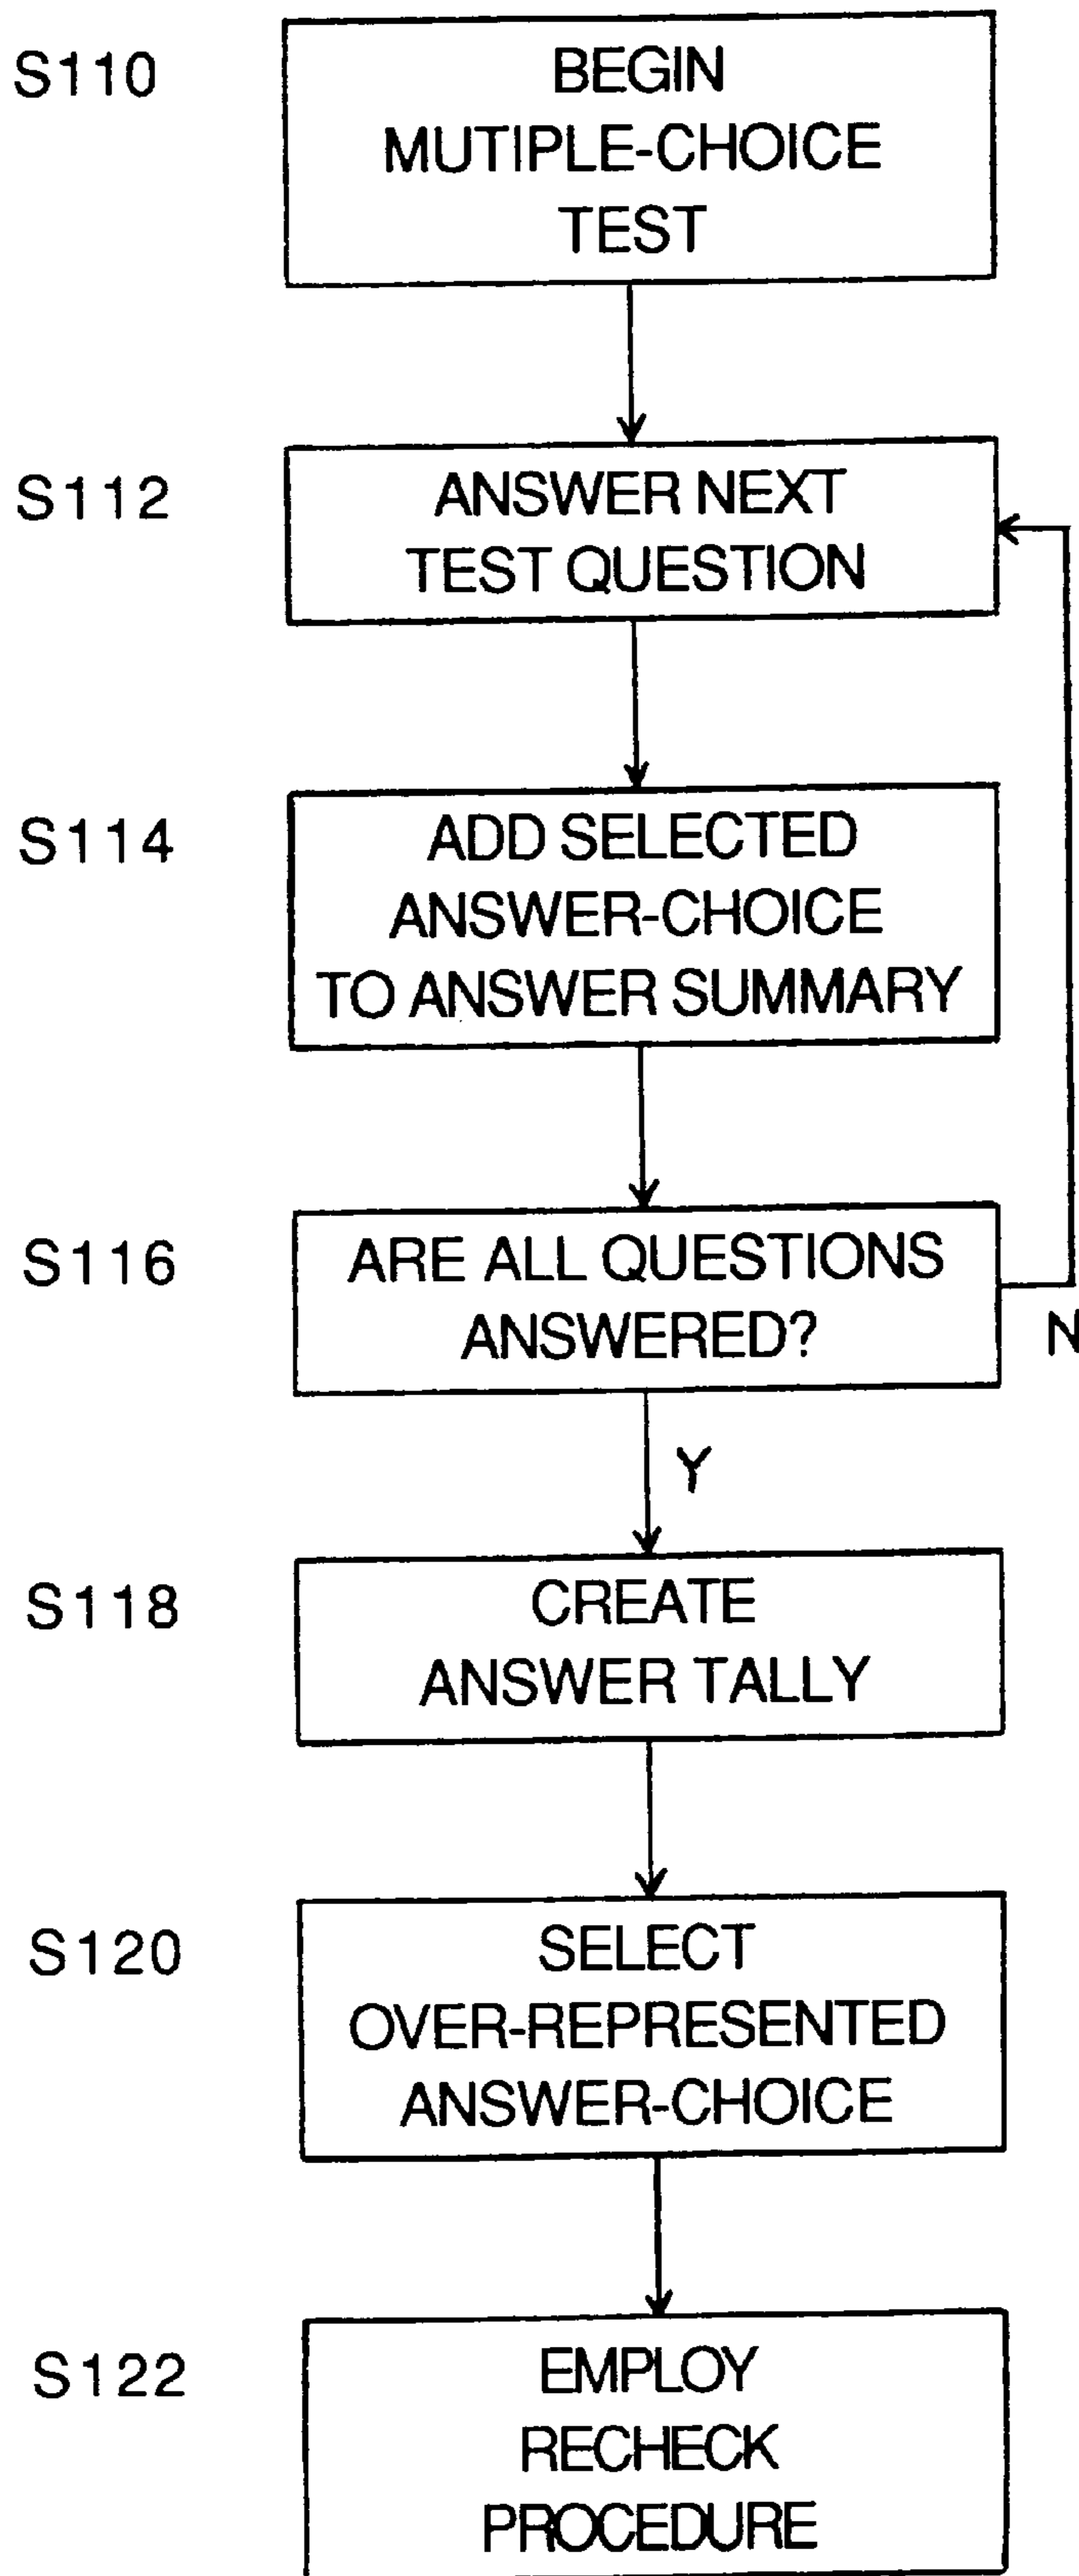 S110
BEGIN
MUTIPLE-CHOICE
TEST
S112
ANSWER NEXT
TEST QUESTION
S114
ADD SELECTED
ANSWER-CHOICE
TO ANSWER SUMMARY
S116
ARE ALL QUESTIONS
ANSWERED?
N
Y
S118
CREATE
ANSWER TALLY
S120
SELECT
OVER-REPRESENTED
ANSWER-CHOICE
S122
EMPLOY
RECHECK
PROCEDURE